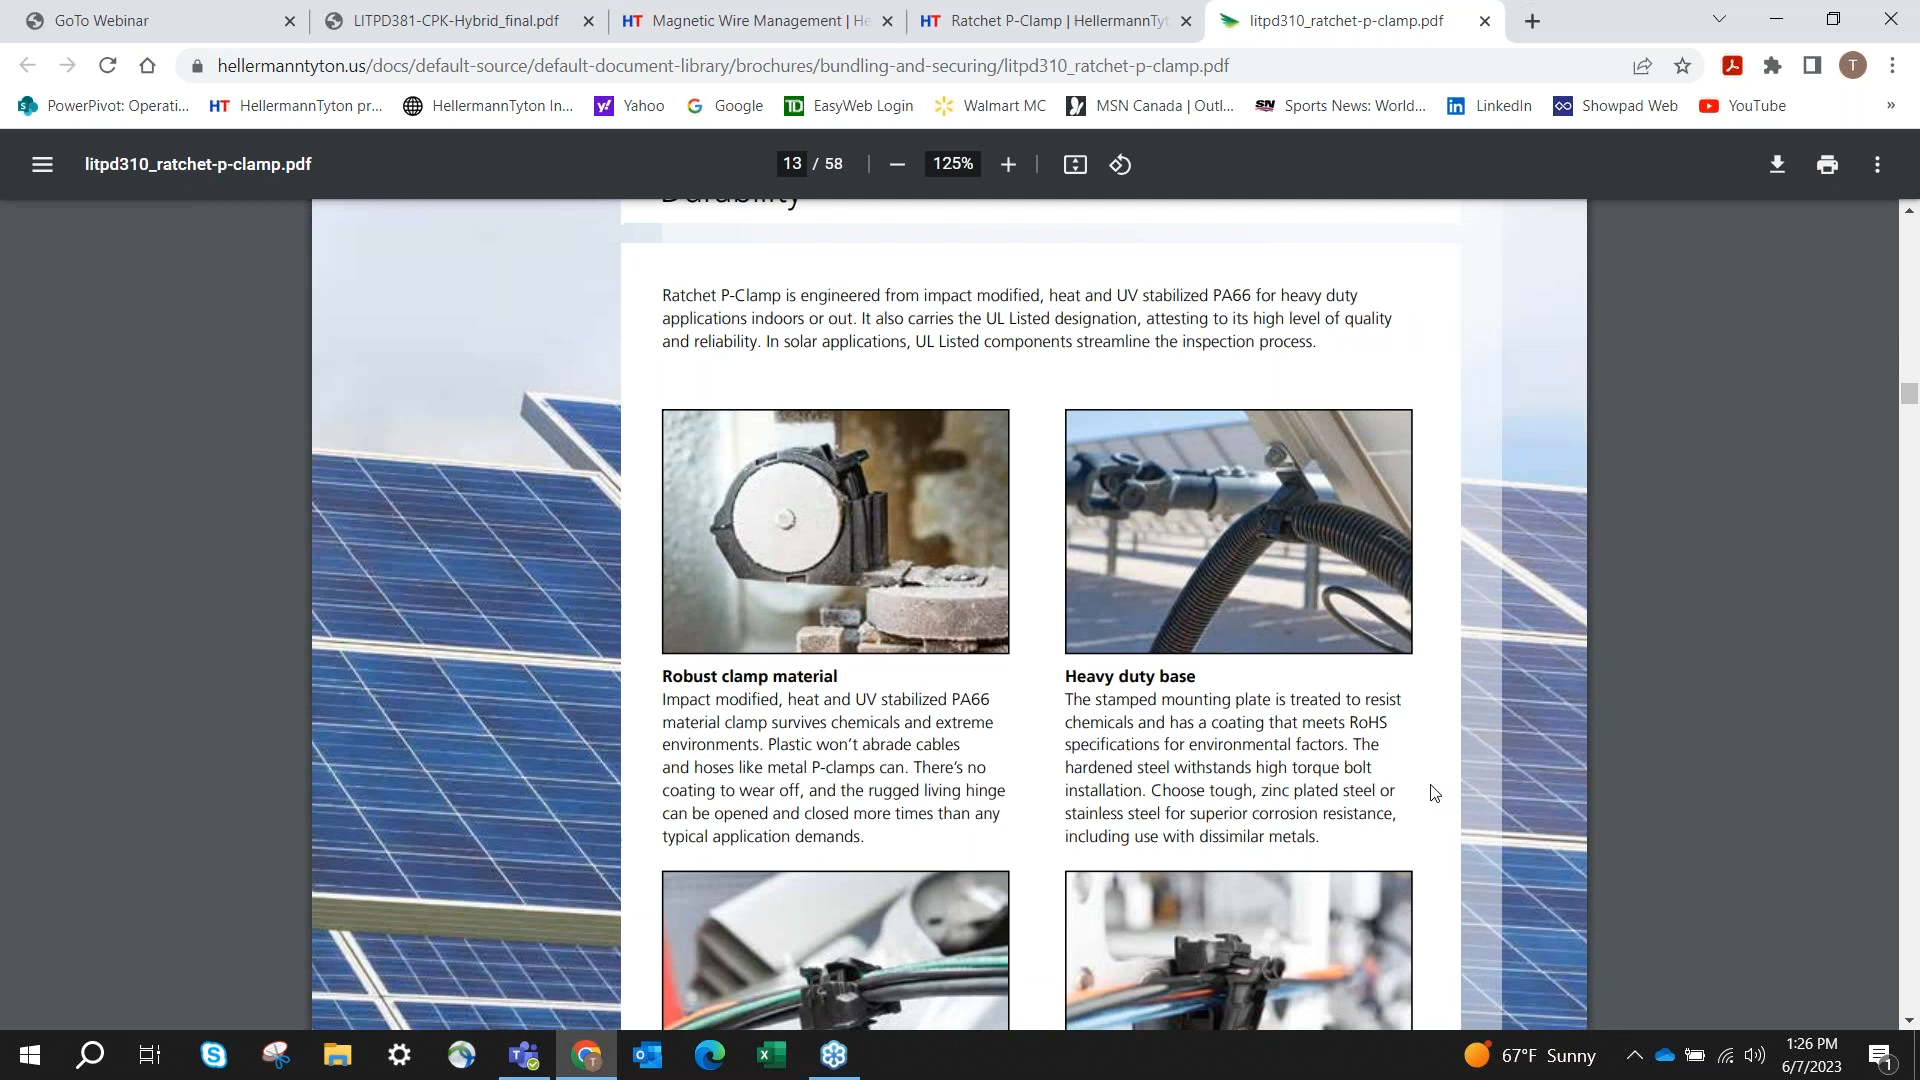 GoTo Webinar
LITPD381-CPK-Hybrid_final.pdf
HT Magnetic Wire Management | He
HT Ratchet P-Clamp | HellermannTyt
litpd310_ratchet-p-clamp.pdf
hellermanntyton.us/docs/default-source/default-document-library/brochures/bundling-and-securing/litpd310_ratchet-p-clamp.pdf
T
PowerPivot: Operati...
HT HellermannTyton pr...
HellermannTyton In...
Yahoo
Google
TD EasyWeb Login
Walmart MC
MSN Canada | Outl...
SN Sports News: World...
in LinkedIn
Showpad Web
YouTube
»
litpd310_ratchet-p-clamp.pdf
13 / 58
125%
Durability
Ratchet P-Clamp is engineered from impact modified, heat and UV stabilized PA66 for heavy duty
applications indoors or out. It also carries the UL Listed designation, attesting to its high level of quality
and reliability. In solar applications, UL Listed components streamline the inspection process.
Robust clamp material
Impact modified, heat and UV stabilized PA66
material clamp survives chemicals and extreme
environments. Plastic won't abrade cables
and hoses like metal P-clamps can. There's no
coating to wear off, and the rugged living hinge
can be opened and closed more times than any
typical application demands.
Heavy duty base
The stamped mounting plate is treated to resist
chemicals and has a coating that meets RoHS
specifications for environmental factors. The
hardened steel withstands high torque bolt
installation. Choose tough, zinc plated steel or
stainless steel for superior corrosion resistance,
including use with dissimilar metals.
67°F Sunny
1:26 PM
6/7/2023
1